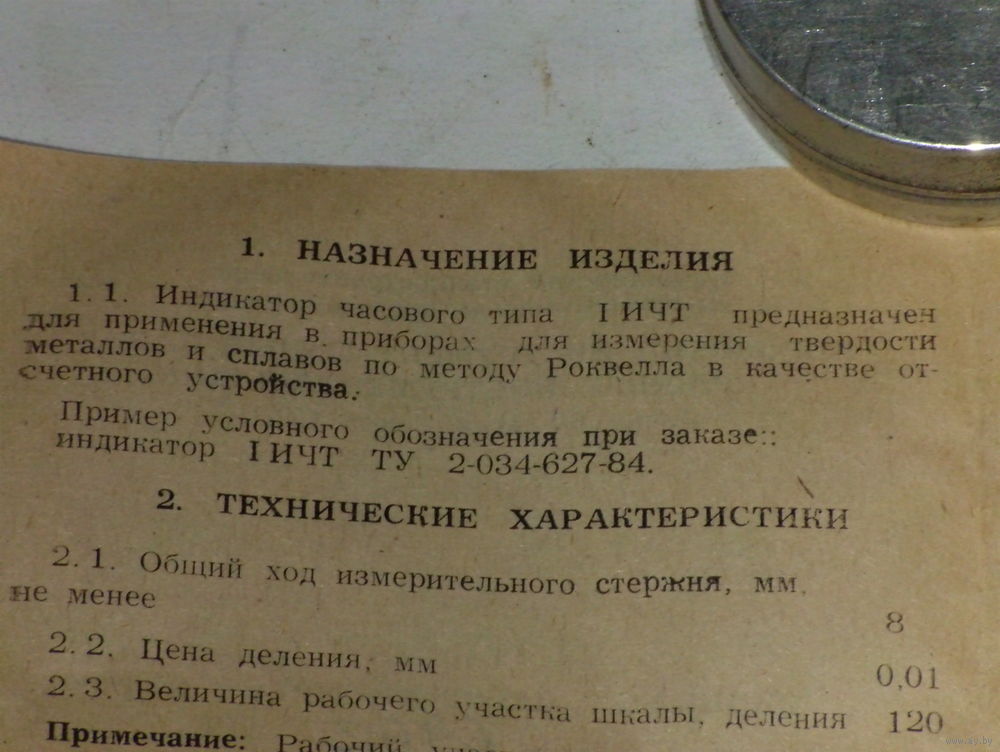 1. НАЗНАЧЕНИЕ ИЗДЕЛИЯ
1.1. Индикатор часового типа 1ИЧТ предназначен
для применения в приборах для измерения твердости
металлов и сплавов по методу Роквелла в качестве от-
счетного устройства.
Пример условного обозначения при заказе:
индикатор 1ИЧТ ТУ 2-034-627-84.
2. ТЕХНИЧЕСКИЕ ХАРАКТЕРИСТИКИ
2.1. Общий ход измерительного стержня, мм,
не менее 8
2.2. Цена деления, мм 0,01
2.3. Величина рабочего участка шкалы, деления 120
Примечание: Рабочий
www.ay.by